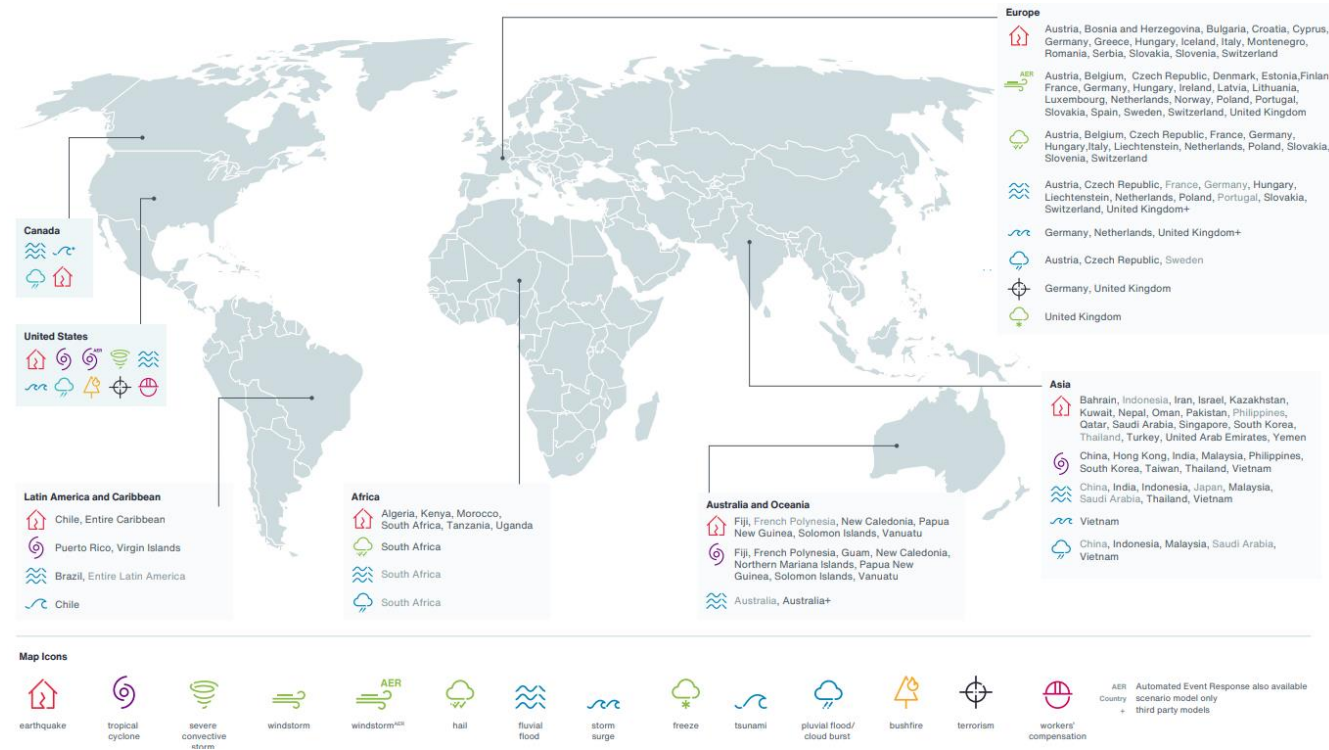 Europe
Austria, Bosnia and Herzegovina, Bulgaria, Croatia, Cyprus,
Germany, Greece, Hungary, Iceland, Italy, Montenegro,
Romania, Serbia, Slovakia, Slovenia, Switzerland
AER
Austria, Belgium, Czech Republic, Denmark, Estonia,Finlan
France, Germany, Hungary, Ireland, Latvia, Lithuania,
Luxembourg, Netherlands, Norway, Poland, Portugal,
Slovakia, Spain, Sweden, Switzerland, United Kingdom
Austria, Belgium, Czech Republic, France, Germany,
Hungary,Italy, Liechtenstein, Netherlands, Poland, Slovakia,
Slovenia, Switzerland
Austria, Czech Republic, France, Germany, Hungary,
Liechtenstein, Netherlands, Poland, Portugal, Slovakia,
Switzerland, United Kingdom+
Germany, Netherlands, United Kingdom+
Austria, Czech Republic, Sweden
Germany, United Kingdom
United Kingdom
Canada
United States
AER
Asia
Bahrain, Indonesia, Iran, Israel, Kazakhstan,
Kuwait, Nepal, Oman, Pakistan, Philippines,
Qatar, Saudi Arabia, Singapore, South Korea,
Thailand, Turkey, United Arab Emirates, Yemen
China, Hong Kong, India, Malaysia, Philippines,
South Korea, Taiwan, Thailand, Vietnam
China, India, Indonesia, Japan, Malaysia,
Saudi Arabia, Thailand, Vietnam
Vietnam
China, Indonesia, Malaysia, Saudi Arabia,
Vietnam
Latin America and Caribbean
Chile, Entire Caribbean
Puerto Rico, Virgin Islands
Brazil, Entire Latin America
Chile
Africa
Algeria, Kenya, Morocco,
South Africa, Tanzania, Uganda
South Africa
South Africa
South Africa
Australia and Oceania
Fiji, French Polynesia, New Caledonia, Papua
New Guinea, Solomon Islands, Vanuatu
Fiji, French Polynesia, Guam, New Caledonia,
Northern Mariana Islands, Papua New
Guinea, Solomon Islands, Vanuatu
Australia, Australia+
Map Icons
earthquake
tropical
cyclone
severe
convective
storm
windstorm
AER
windstormAER
hail
fluvial
flood
storm
surge
freeze
tsunami
pluvial flood/
cloud burst
bushfire
terrorism
workers'
compensation
AER Automated Event Response also available
Country scenario model only
+ third party models